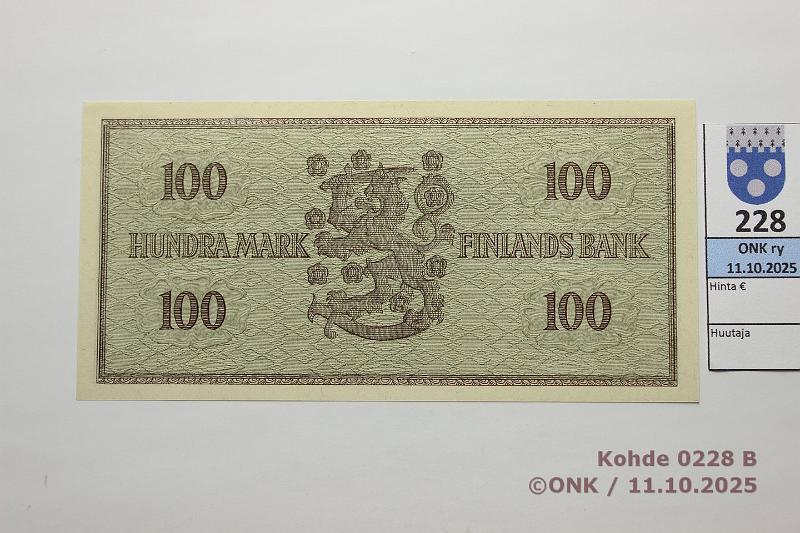 100
100
HUNDRA MARK
FINLANDS BANK
100
100
228
ONK ry
11.10.2025
Hinta €
Huutaja
Kohde 0228 B
©ONK / 11.10.2025